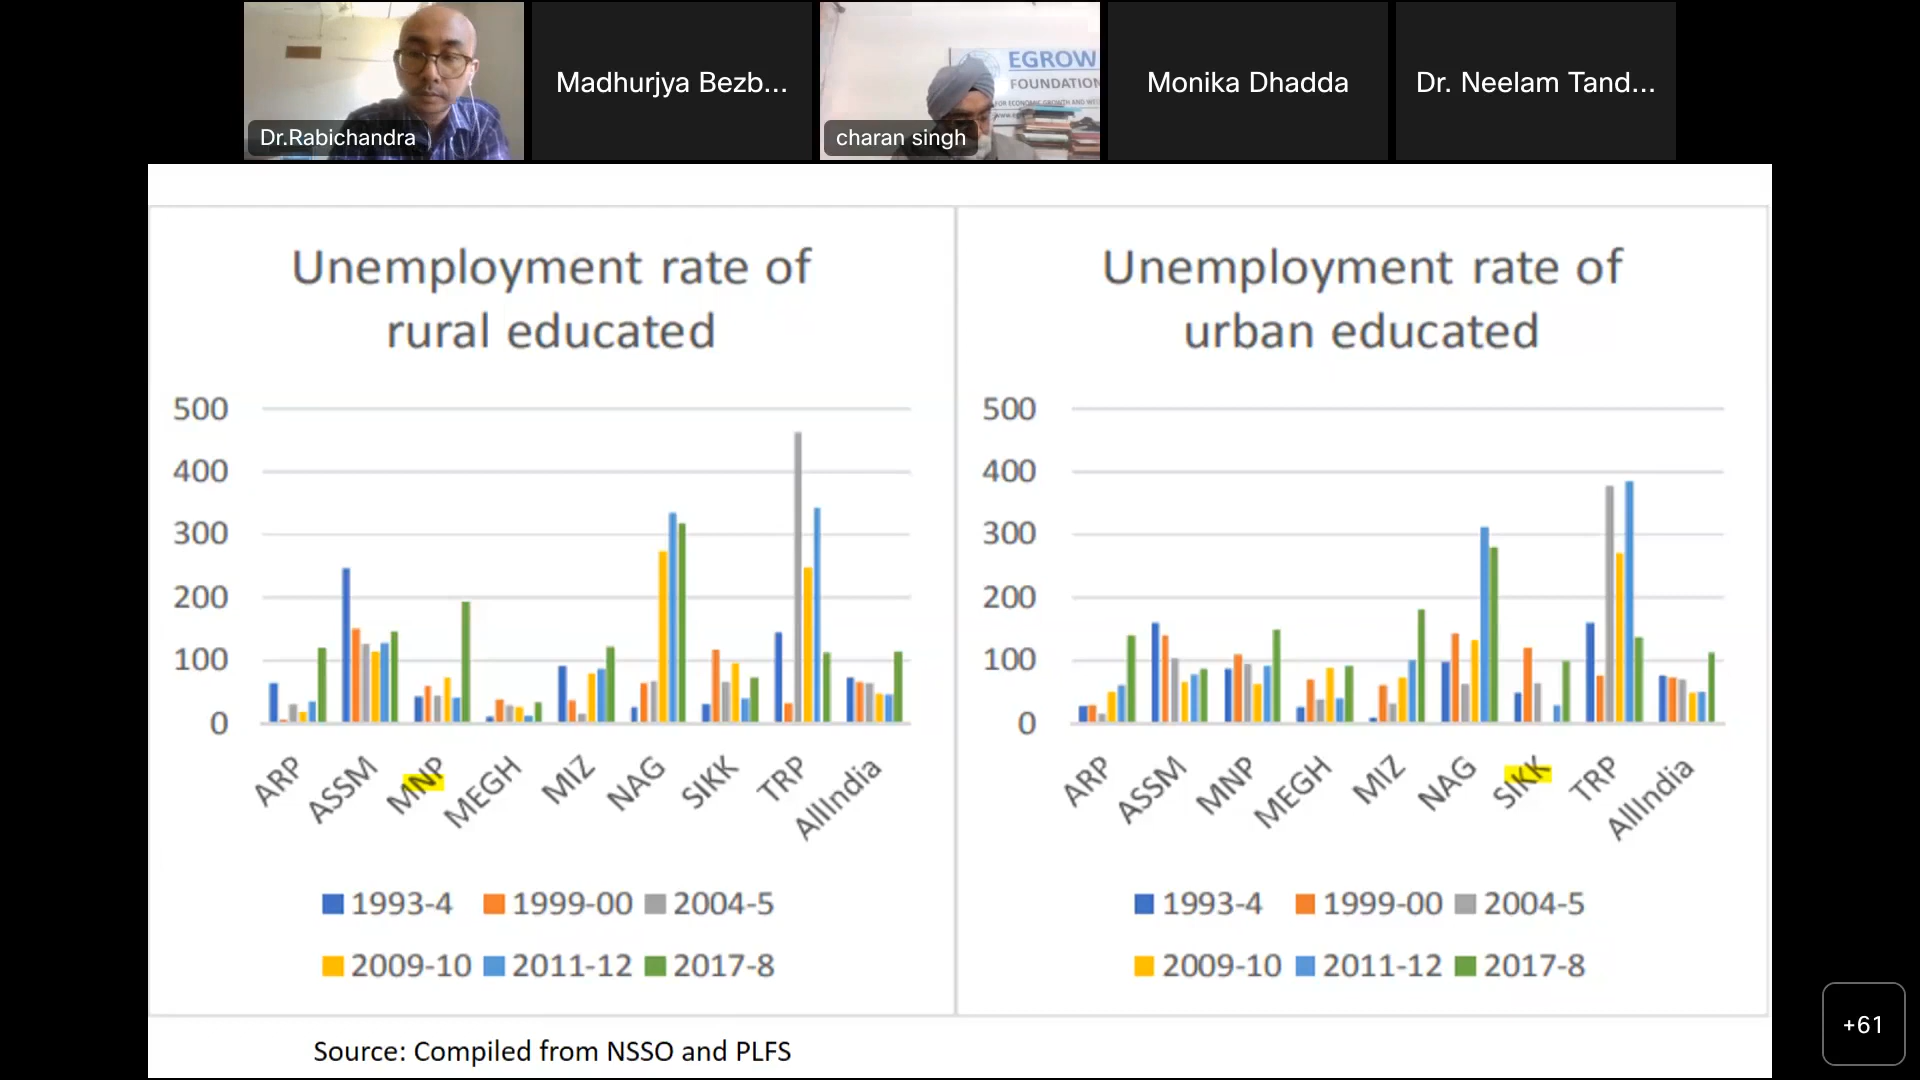 Dr.Rabichandra
Madhurjya Bezb...
EGROW
FOUNDATION
charan singh
Monika Dhadda
Dr. Neelam Tand...
Unemployment rate of
rural educated
500
400
300
200
100
0
ARP
ASSM
MNP
MEGH
MIZ
NAG
SIKK
TRP
AllIndia
1993-4 1999-00 2004-5
2009-10 2011-12 2017-8
Unemployment rate of
urban educated
500
400
300
200
100
0
ARP
ASSM
MNP
MEGH
MIZ
NAG
SIKK
TRP
AllIndia
1993-4 1999-00 2004-5
2009-10 2011-12 2017-8
Source: Compiled from NSSO and PLFS
+61